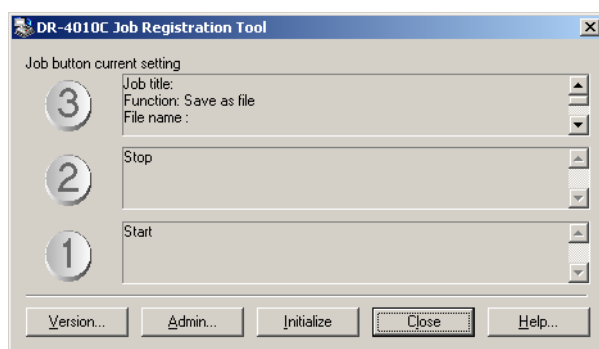 DR-4010C Job Registration Tool
Job button current setting
3
Job title:
Function: Save as file
File name :
2
Stop
1
Start
Version... Admin... Initialize Close Help...